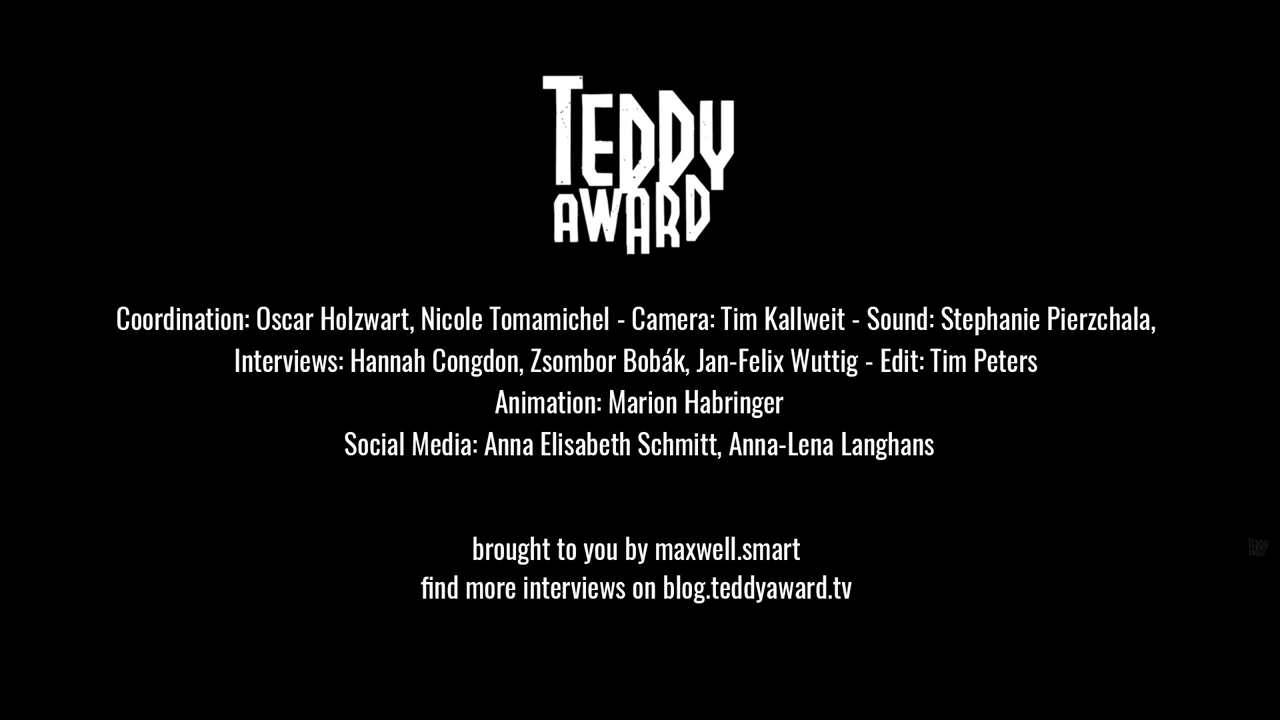 TEDDY
AWARD
Coordination: Oscar Holzwart, Nicole Tomamichel - Camera: Tim Kallweit - Sound: Stephanie Pierzchala,
Interviews: Hannah Congdon, Zsombor Bobák, Jan-Felix Wuttig - Edit: Tim Peters
Animation: Marion Habringer
Social Media: Anna Elisabeth Schmitt, Anna-Lena Langhans
brought to you by maxwell.smart
find more interviews on blog.teddyaward.tv
TEDDY
AWARD